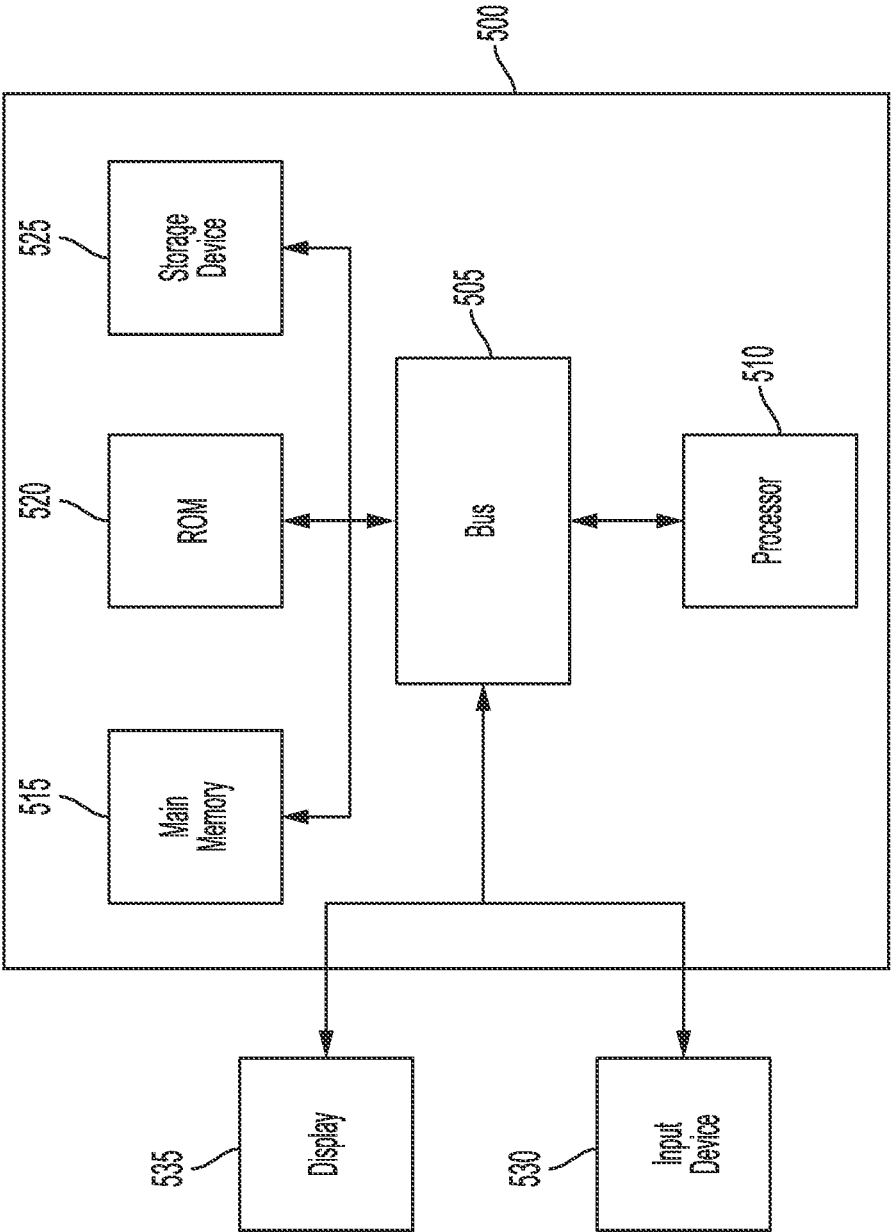 515
520
525
535
Main
Memory
ROM
Storage
Device
Display
505
500
Bus
530
Input
Device
510
Processor